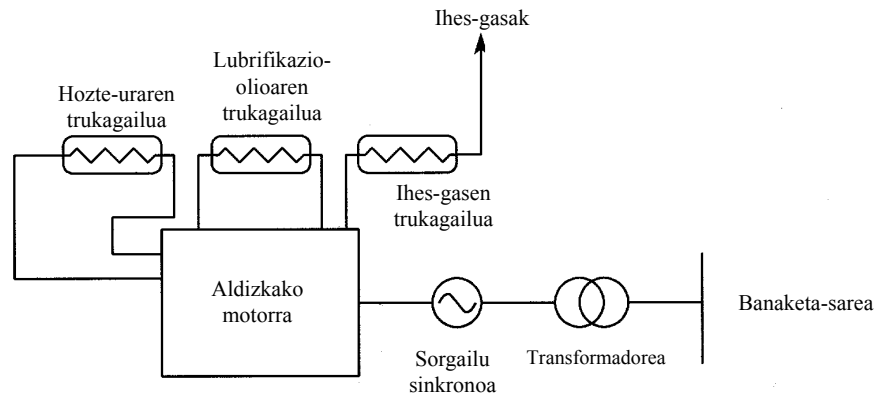 Ihes-gasak
Lubrifikazio-
olioaren
trukagailua
Hozte-uraren
trukagailua
Ihes-gasen
trukagailua
Aldizkako
motorra
Banaketa-sarea
Sorgailu
sinkronoa
Transformadorea